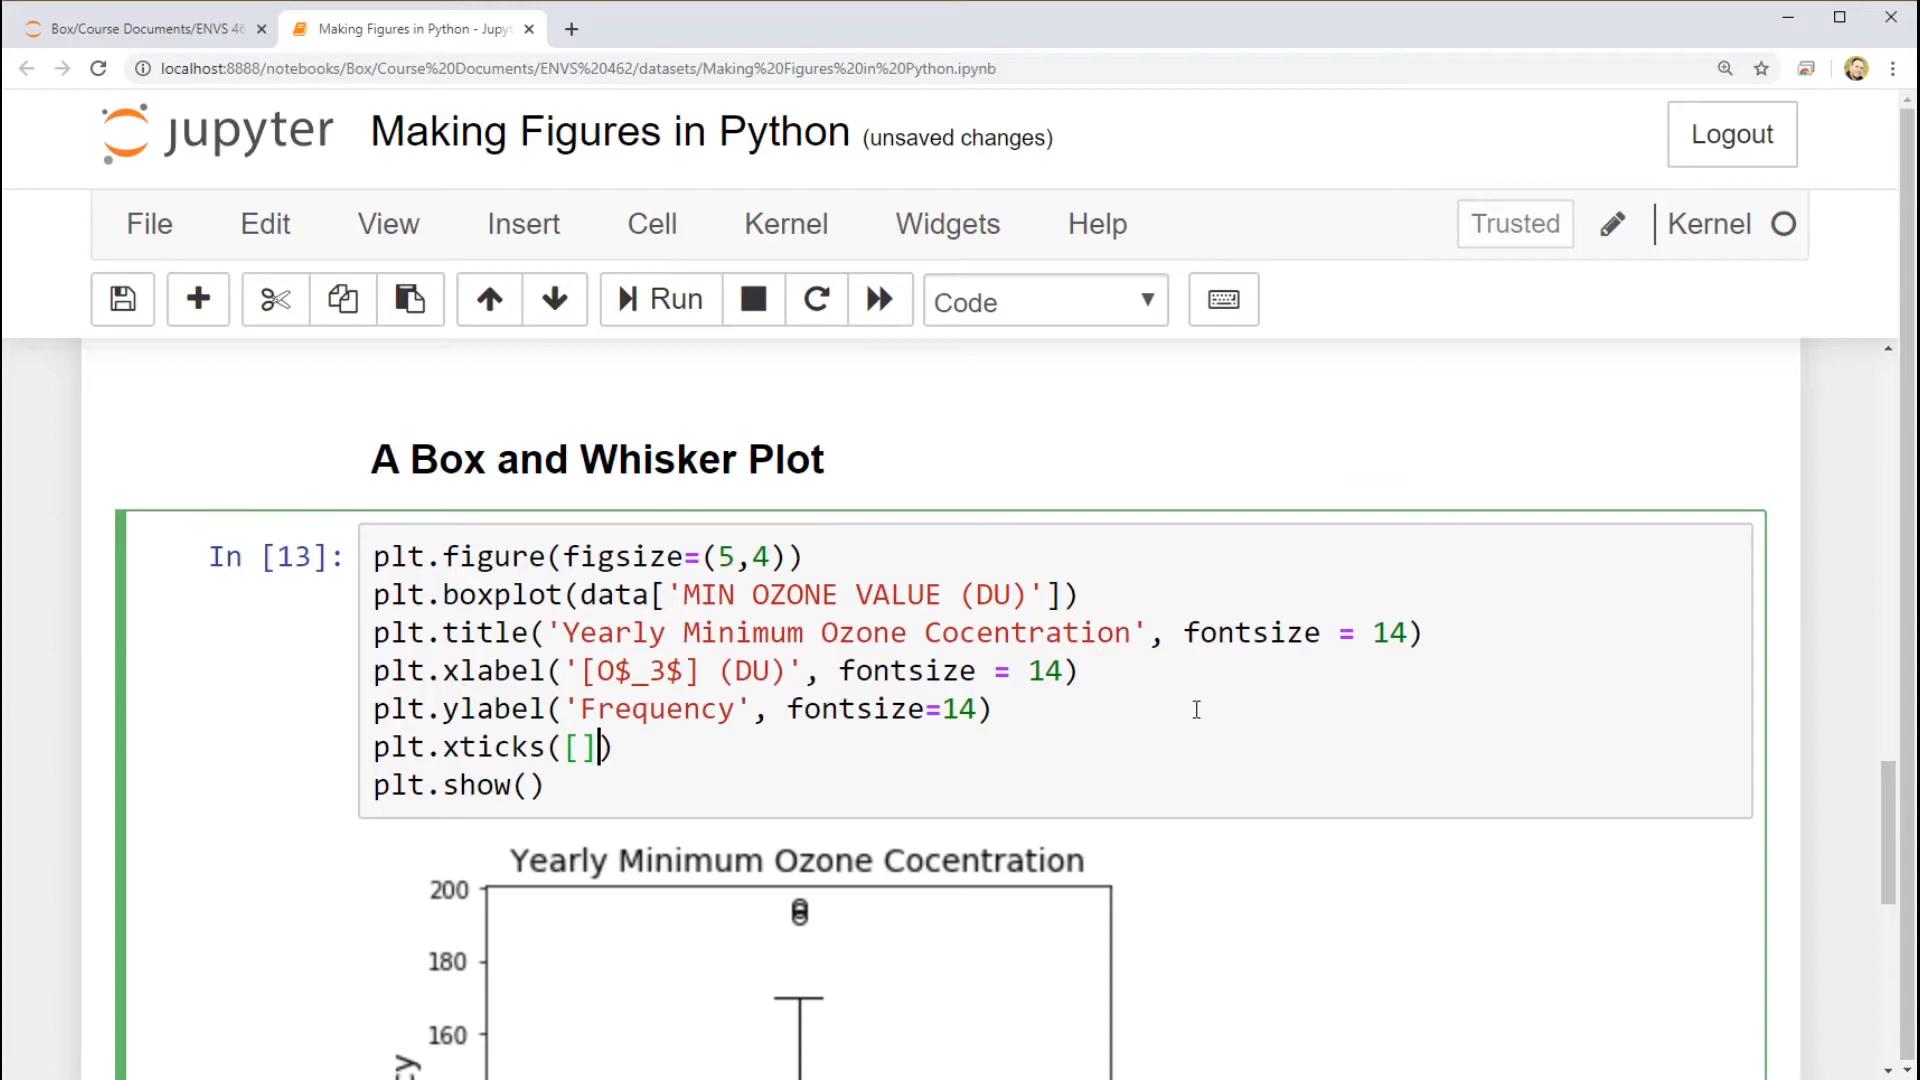 Box/Course Documents/ENVS 46
Making Figures in Python - Jupyt
localhost:8888/notebooks/Box/Course%20Documents/ENVS%20462/datasets/Making%20Figures%20in%20Python.ipynb
jupyter Making Figures in Python (unsaved changes)
Logout
File Edit View Insert Cell Kernel Widgets Help Trusted Kernel
Run Code
A Box and Whisker Plot
In [13]:
plt.figure(figsize=(5,4))
plt.boxplot(data['MIN OZONE VALUE (DU)'])
plt.title('Yearly Minimum Ozone Cocentration', fontsize = 14)
plt.xlabel('[O$_3$] (DU)', fontsize = 14)
plt.ylabel('Frequency', fontsize=14)
plt.xticks([])
plt.show()
Yearly Minimum Ozone Cocentration
200
180
160
cy